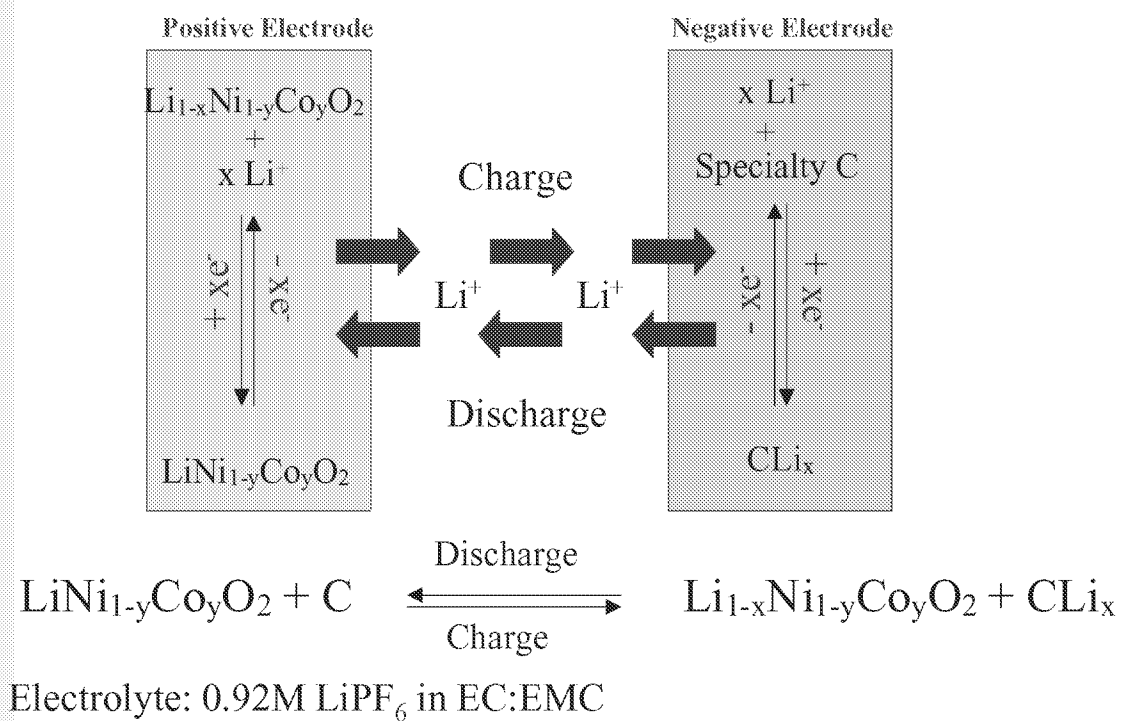 Positive Electrode
Negative Electrode
Li₁₋ₓNi₁₋yCoyO₂
+
x Li⁺
x Li⁺
+
Specialty C
Charge
+ xe⁻
- xe⁻
Li⁺
Li⁺
- xe⁻
+ xe⁻
Discharge
LiNi₁₋yCoyO₂
CLiₓ
Discharge
LiNi₁₋yCoyO₂ + C
Li₁₋ₓNi₁₋yCoyO₂ + CLiₓ
Charge
Electrolyte: 0.92M LiPF₆ in EC:EMC